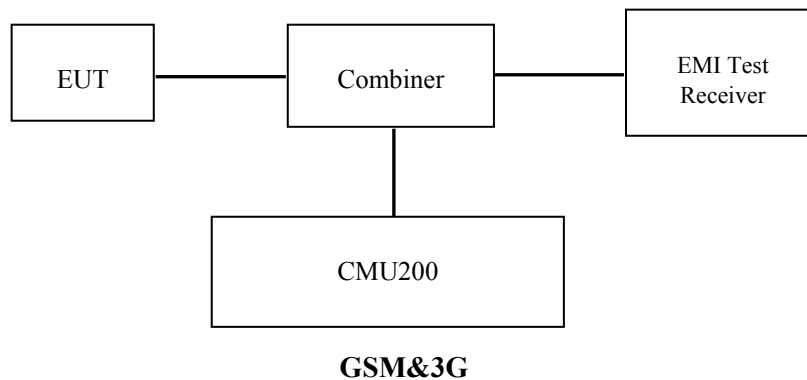 EUT
Combiner
EMI Test
Receiver
CMU200
GSM&3G